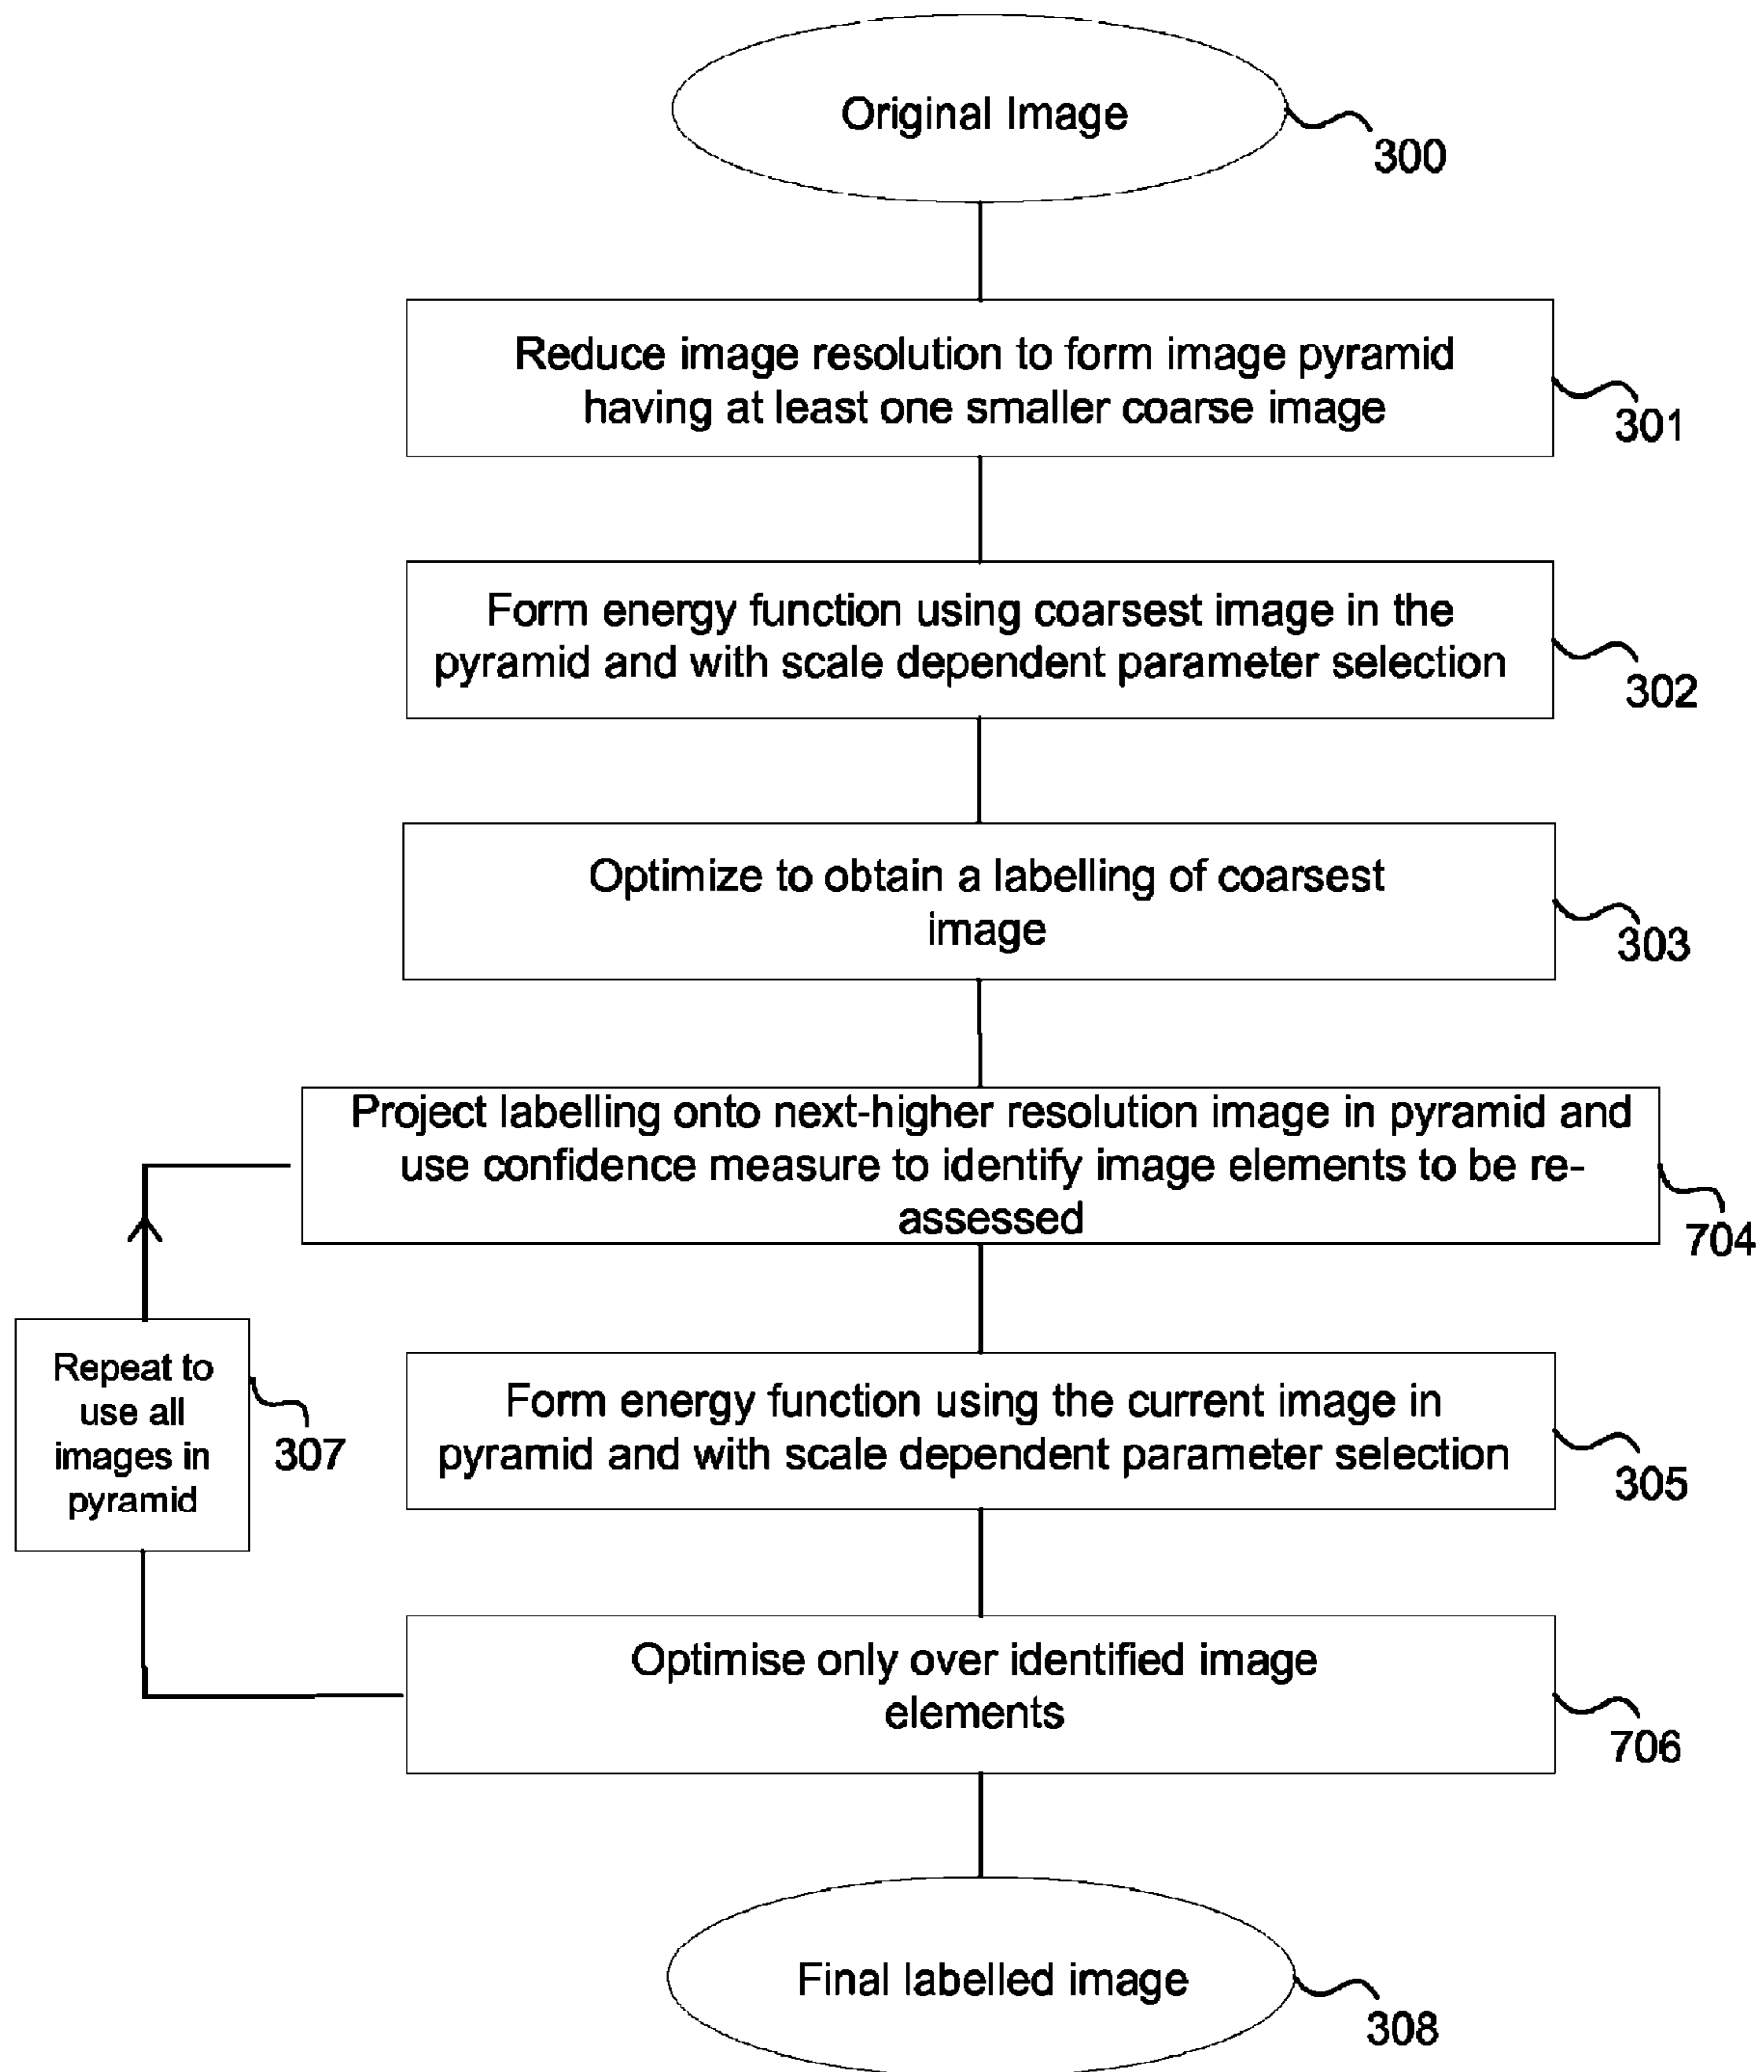 Original Image
300
Reduce image resolution to form image pyramid
having at least one smaller coarse image
301
Form energy function using coarsest image in the
pyramid and with scale dependent parameter selection
302
Optimize to obtain a labelling of coarsest
image
303
Project labelling onto next-higher resolution image in pyramid and
use confidence measure to identify image elements to be re-
assessed
704
Repeat to
use all
images in
pyramid
307
Form energy function using the current image in
pyramid and with scale dependent parameter selection
305
Optimise only over identified image
elements
706
Final labelled image
308